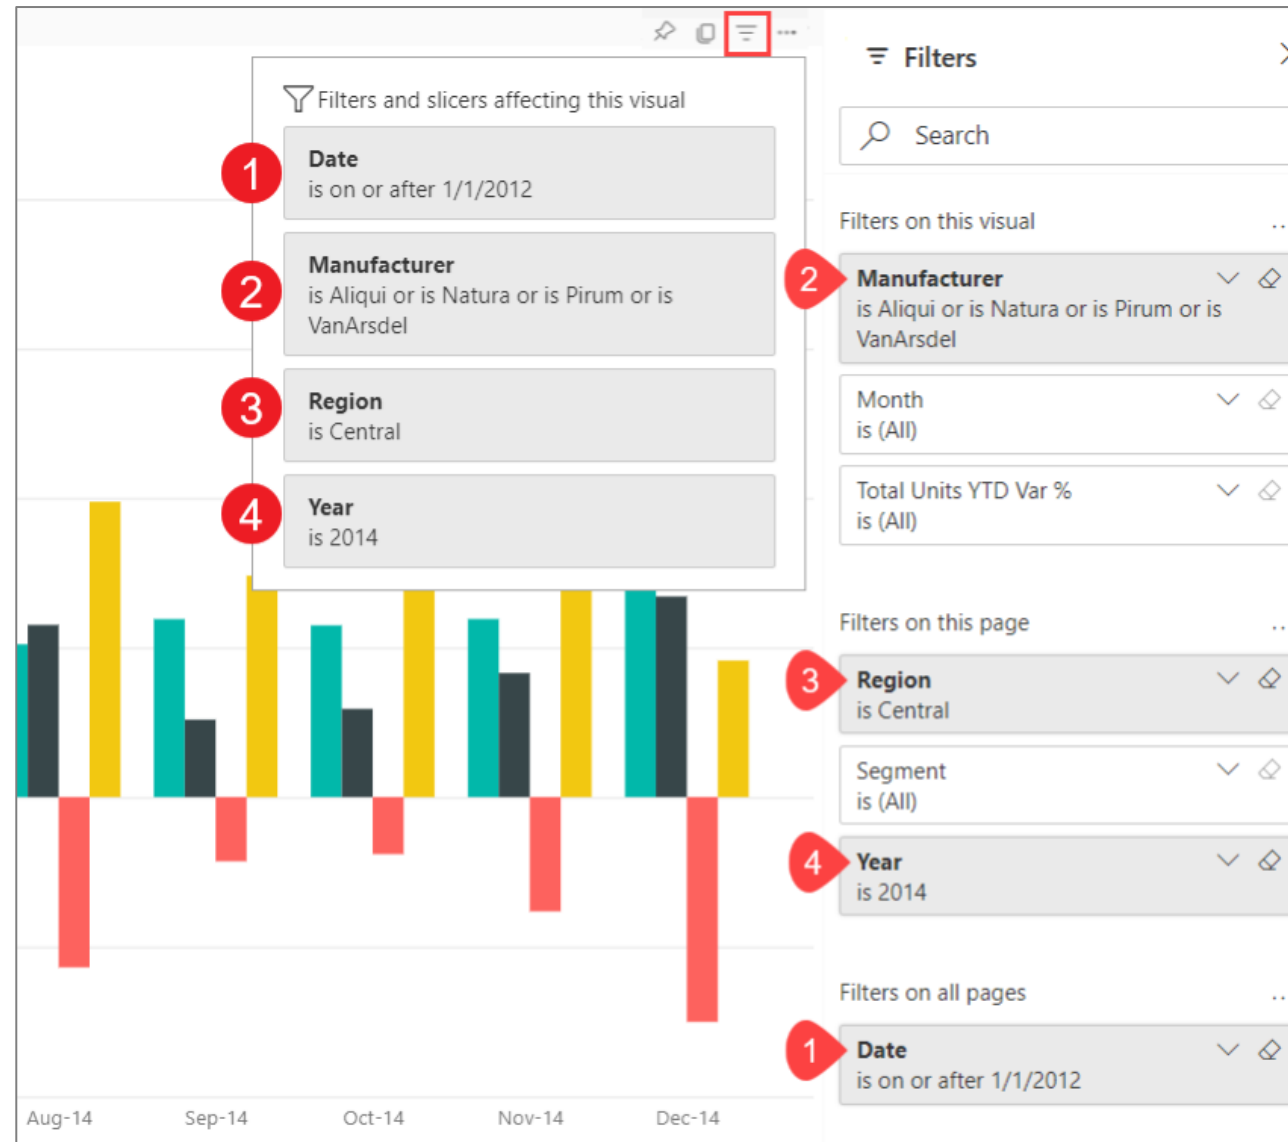 Filters and slicers affecting this visual
1
Date
is on or after 1/1/2012
2
Manufacturer
is Aliqui or is Natura or is Pirum or is
VanArsdel
3
Region
is Central
4
Year
is 2014
Aug-14
Sep-14
Oct-14
Nov-14
Dec-14
Filters
Search
Filters on this visual
2
Manufacturer
is Aliqui or is Natura or is Pirum or is
VanArsdel
Month
is (All)
Total Units YTD Var %
is (All)
Filters on this page
3
Region
is Central
Segment
is (All)
4
Year
is 2014
Filters on all pages
1
Date
is on or after 1/1/2012